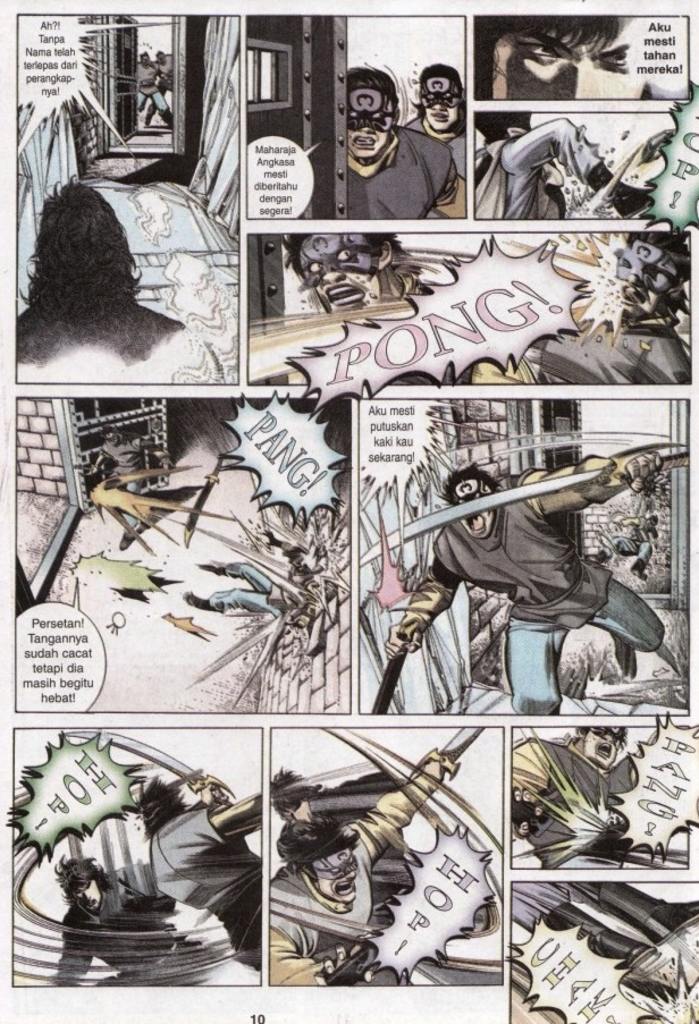 Ah?!
Tanpa
Nama telah
terlepas dari
perangkap-
nya!
Maharaja
Angkasa
mesti
diberitahu
dengan
segera!
Aku
mesti
tahan
mereka!
PONG!
PANG!
Persetan!
Tangannya
sudah cacat
tetapi dia
masih begitu
hebat!
Aku mesti
putuskan
kaki kau
sekarang!
HOP!
HOP!
PANG!
10